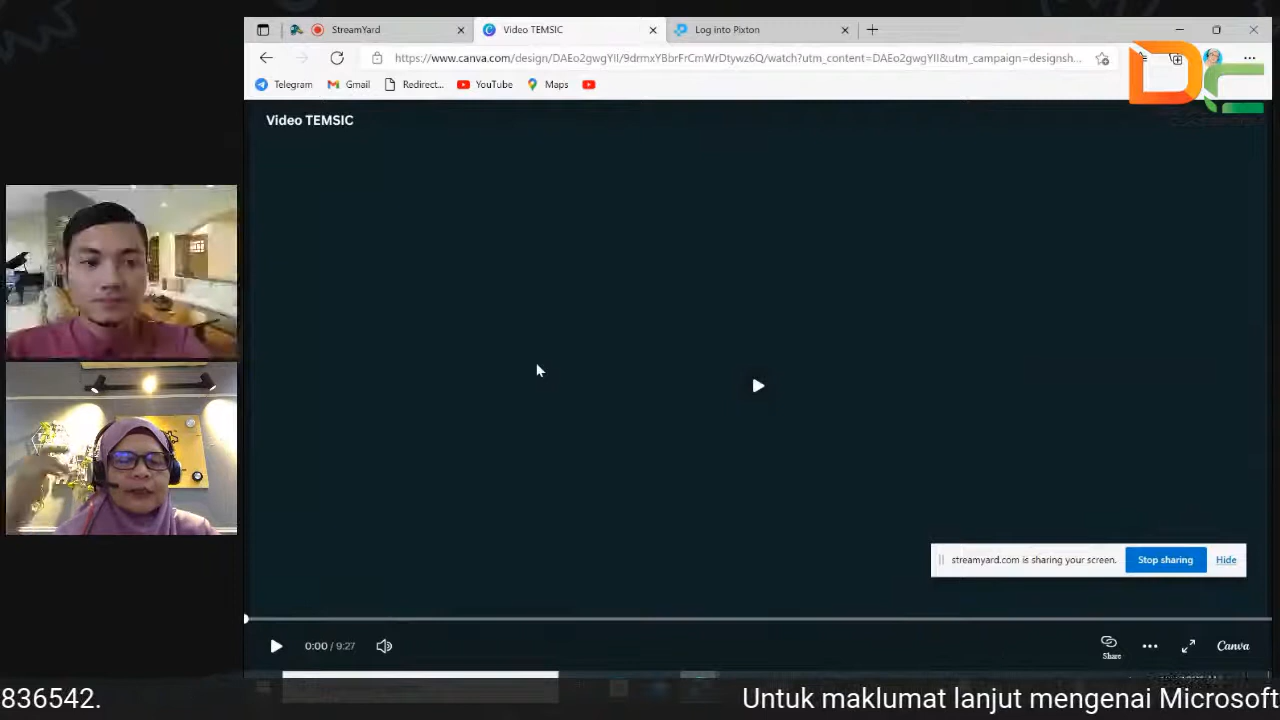 StreamYard
Video TEMSIC
Log into Pixton
https://www.canva.com/design/DAEo2gwgYlI/9drmxYBbrFrCmWrDtywz6Q/watch?utm_content=DAEo2gwgYlI&utm_campaign=designsh...
Telegram
Gmail
Redirect...
YouTube
Maps
Video TEMSIC
streamyard.com is sharing your screen.
Stop sharing
Hide
0:00 / 9:27
Share
Canva
836542.
Untuk maklumat lanjut mengenai Microsoft